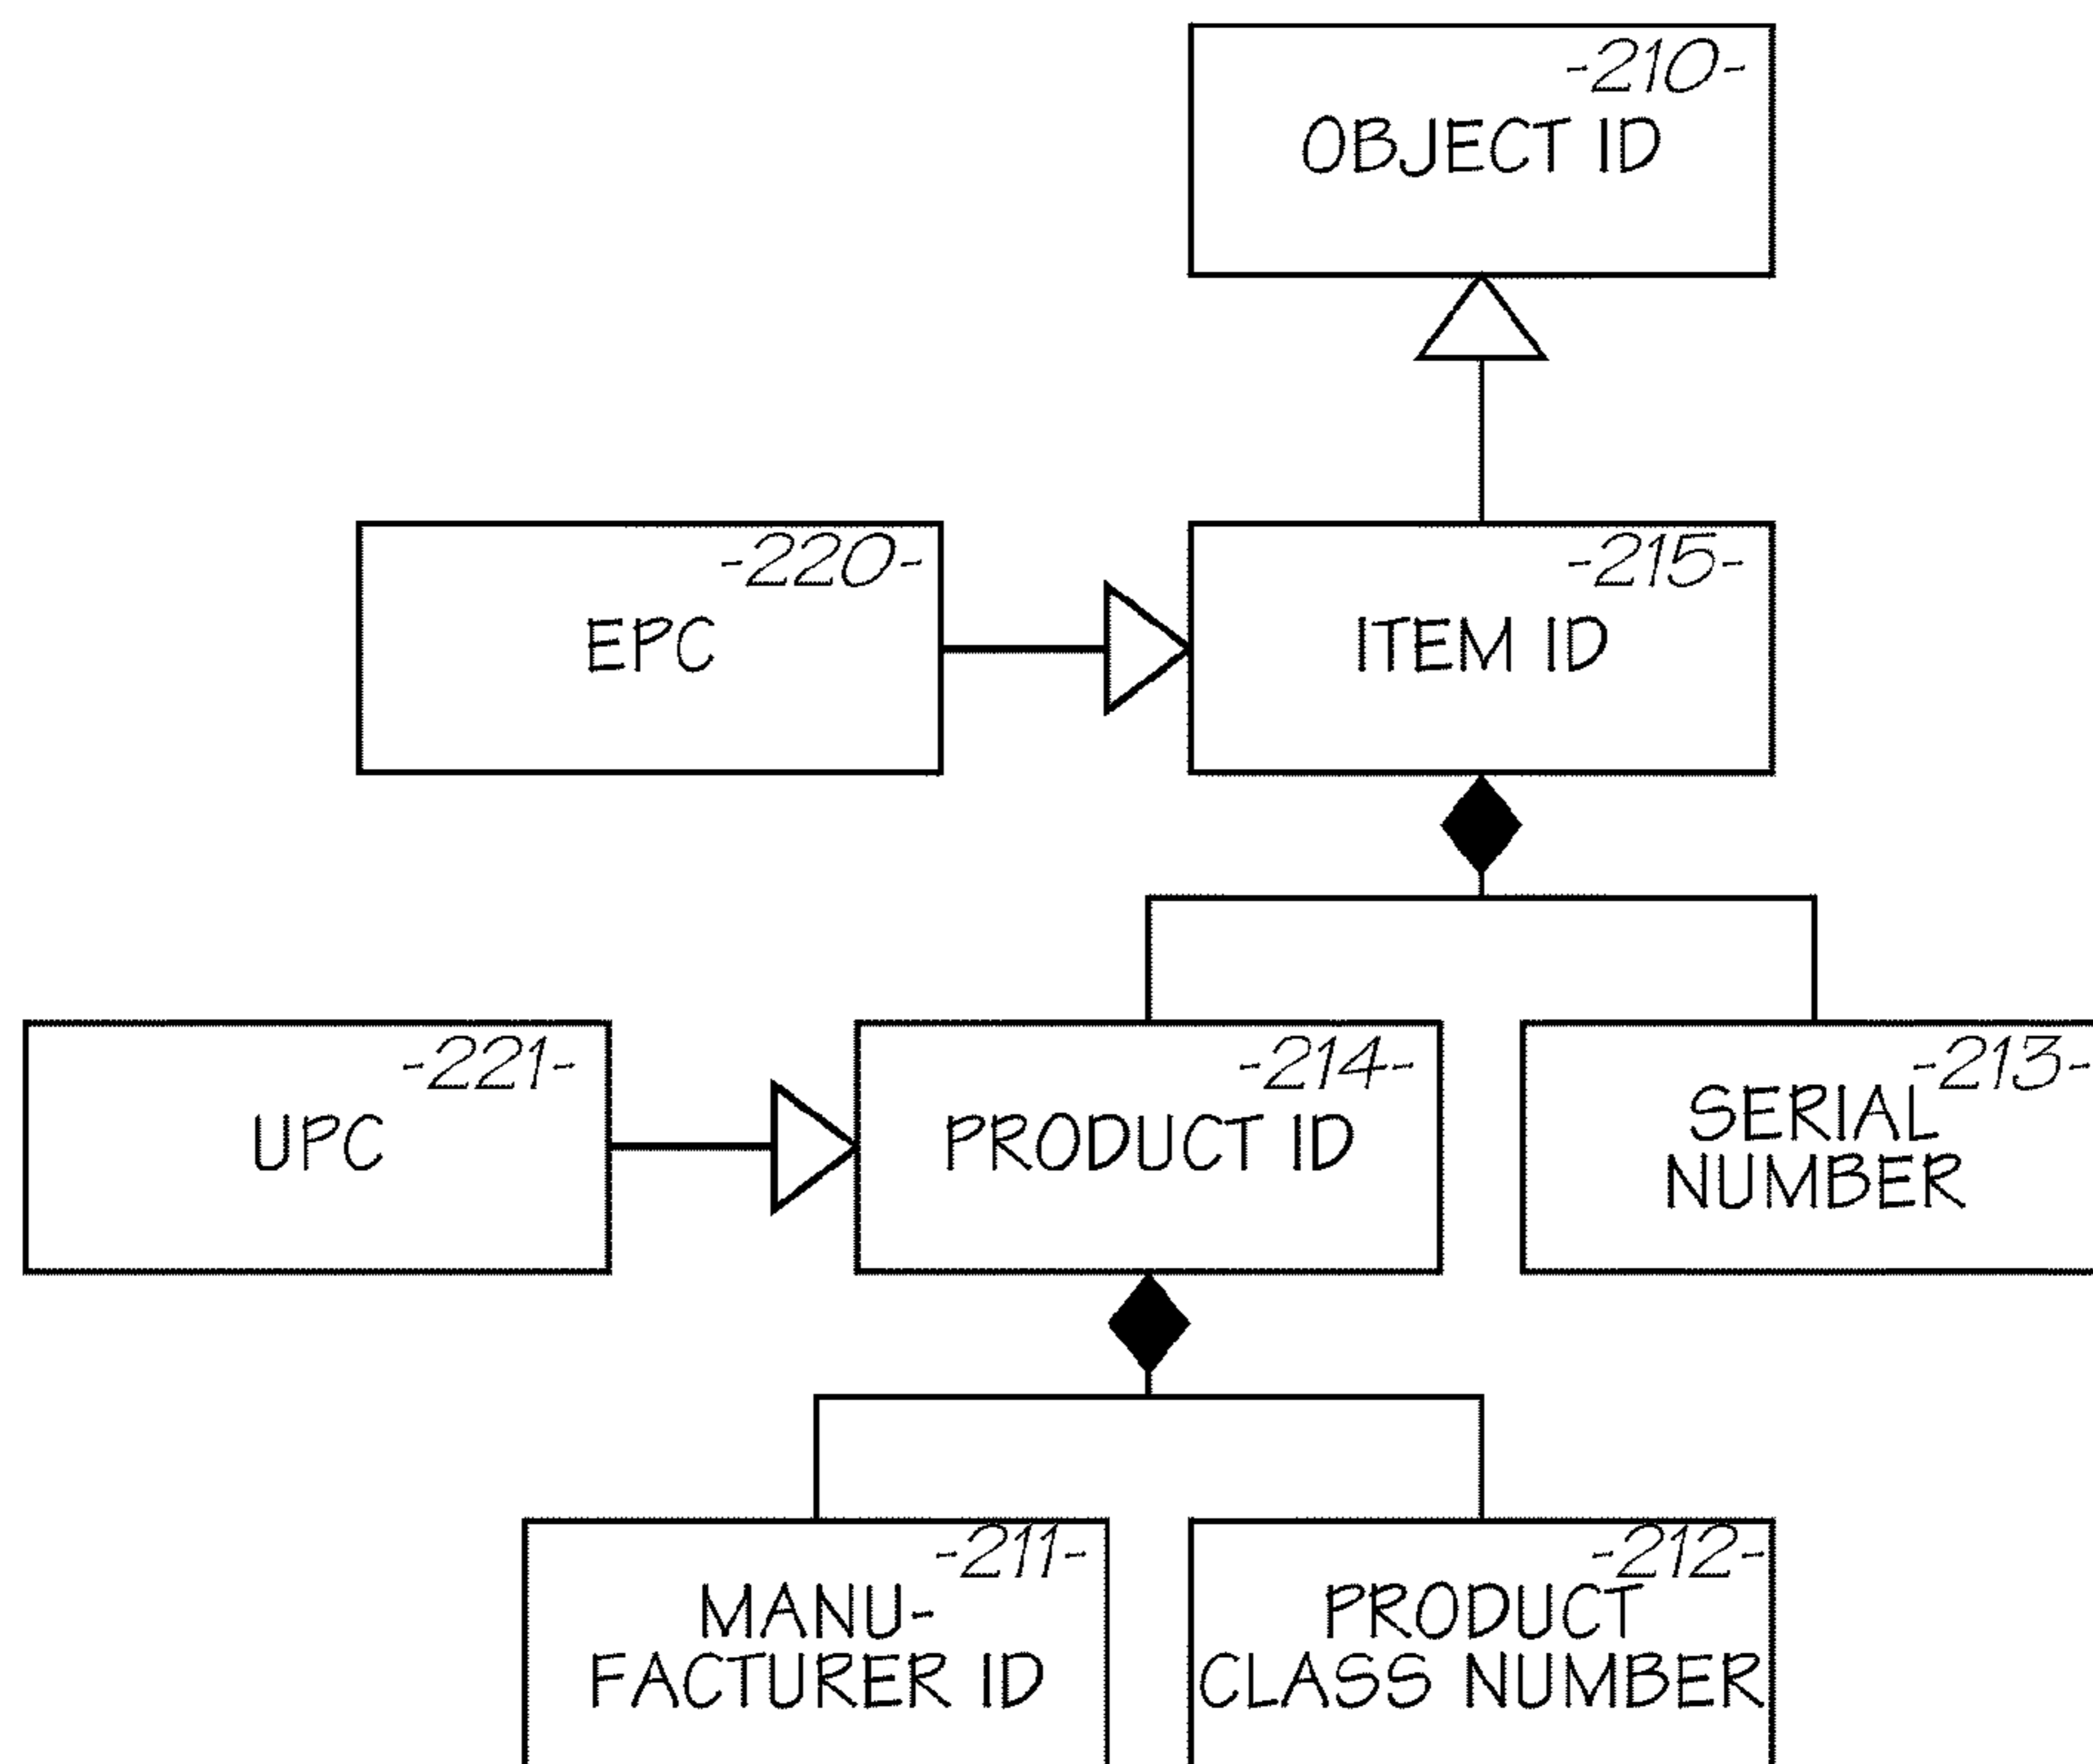 -210-
OBJECT ID
-220-
EPC
-215-
ITEM ID
-221-
UPC
-214-
PRODUCT ID
-213-
SERIAL
NUMBER
-211-
MANU-
FACTURER ID
-212-
PRODUCT
CLASS NUMBER